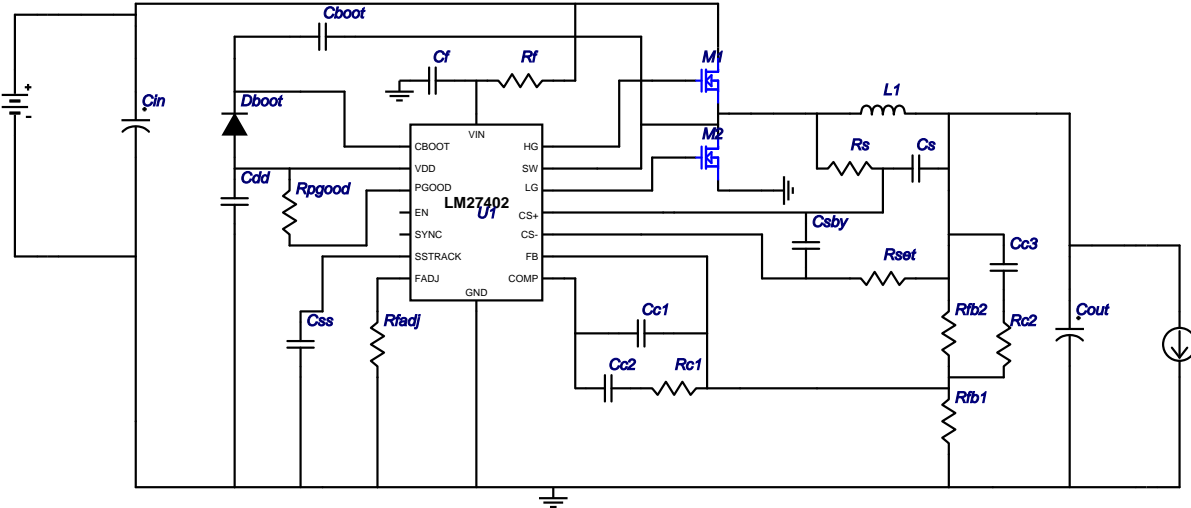 Cboot
Cf
Rf
M1
+
-
Cin
Dboot
L1
VIN
M2
CBOOT
HG
Rs
Cs
VDD
SW
Cdd
Rpgood
PGOOD
LG
LM27402
U1
EN
CS+
Csby
SYNC
CS-
Cc3
SSTRACK
FB
Rset
FADJ
COMP
GND
Css
Rfadj
Cc1
Rfb2
Rc2
Cout
Cc2
Rc1
Rfb1